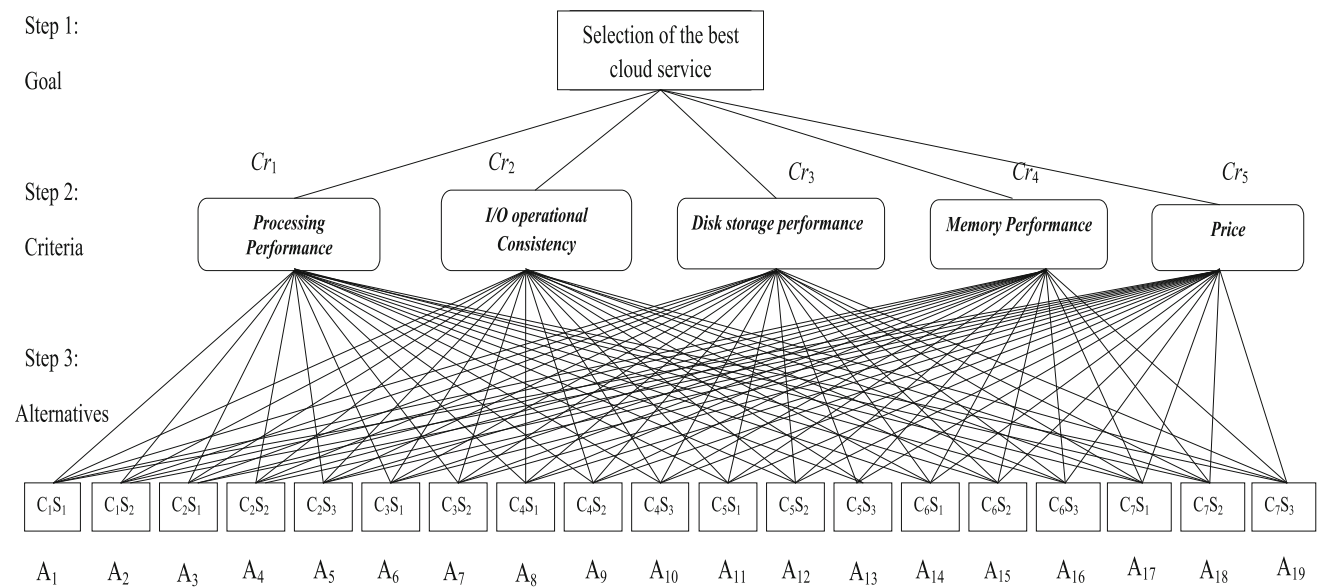 Step 1:
Goal
Selection of the best
cloud service
Cr₁
Cr₂
Cr₃
Cr₄
Cr₅
Step 2:
Criteria
Processing
Performance
I/O operational
Consistency
Disk storage performance
Memory Performance
Price
Step 3:
Alternatives
C₁S₁ C₁S₂ C₂S₁ C₂S₂ C₂S₃ C₃S₁ C₃S₂ C₄S₁ C₄S₂ C₄S₃ C₅S₁ C₅S₂ C₅S₃ C₆S₁ C₆S₂ C₆S₃ C₇S₁ C₇S₂ C₇S₃
A₁ A₂ A₃ A₄ A₅ A₆ A₇ A₈ A₉ A₁₀ A₁₁ A₁₂ A₁₃ A₁₄ A₁₅ A₁₆ A₁₇ A₁₈ A₁₉